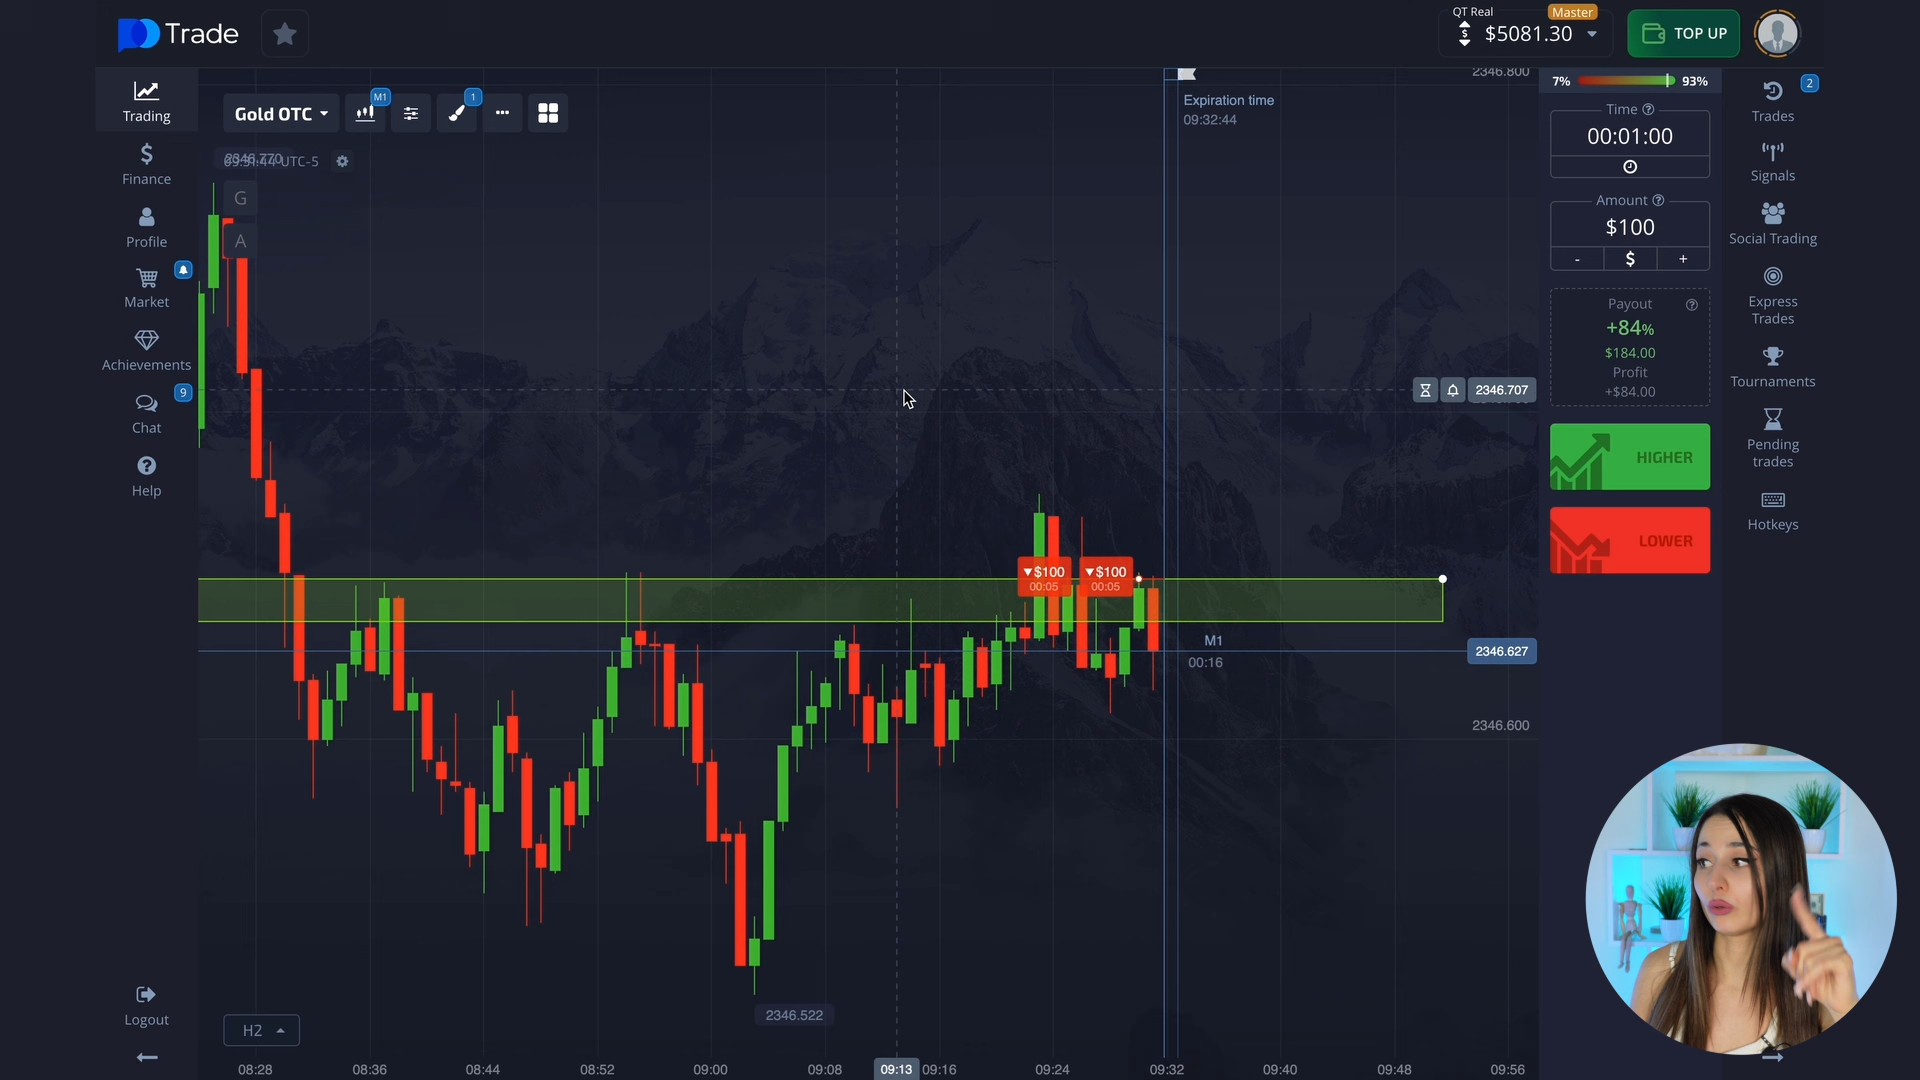 Trade
QT Real
Master
$5081.30
TOP UP
Trading
Finance
Profile
Market
Achievements
9
Chat
Help
Logout
Gold OTC
M1
1
UTC-5
G
A
Expiration time
09:32:44
2346.800
2346.707
$100
00:05
$100
00:05
M1
00:16
2346.627
2346.600
2346.522
H2
08:28
08:36
08:44
08:52
09:00
09:08
09:13
09:16
09:24
09:32
09:40
09:48
09:56
7%
93%
Time
00:01:00
Amount
$100
-
$
+
Payout
+84%
$184.00
Profit
+$84.00
HIGHER
LOWER
2
Trades
Signals
Social Trading
Express
Trades
Tournaments
Pending
trades
Hotkeys